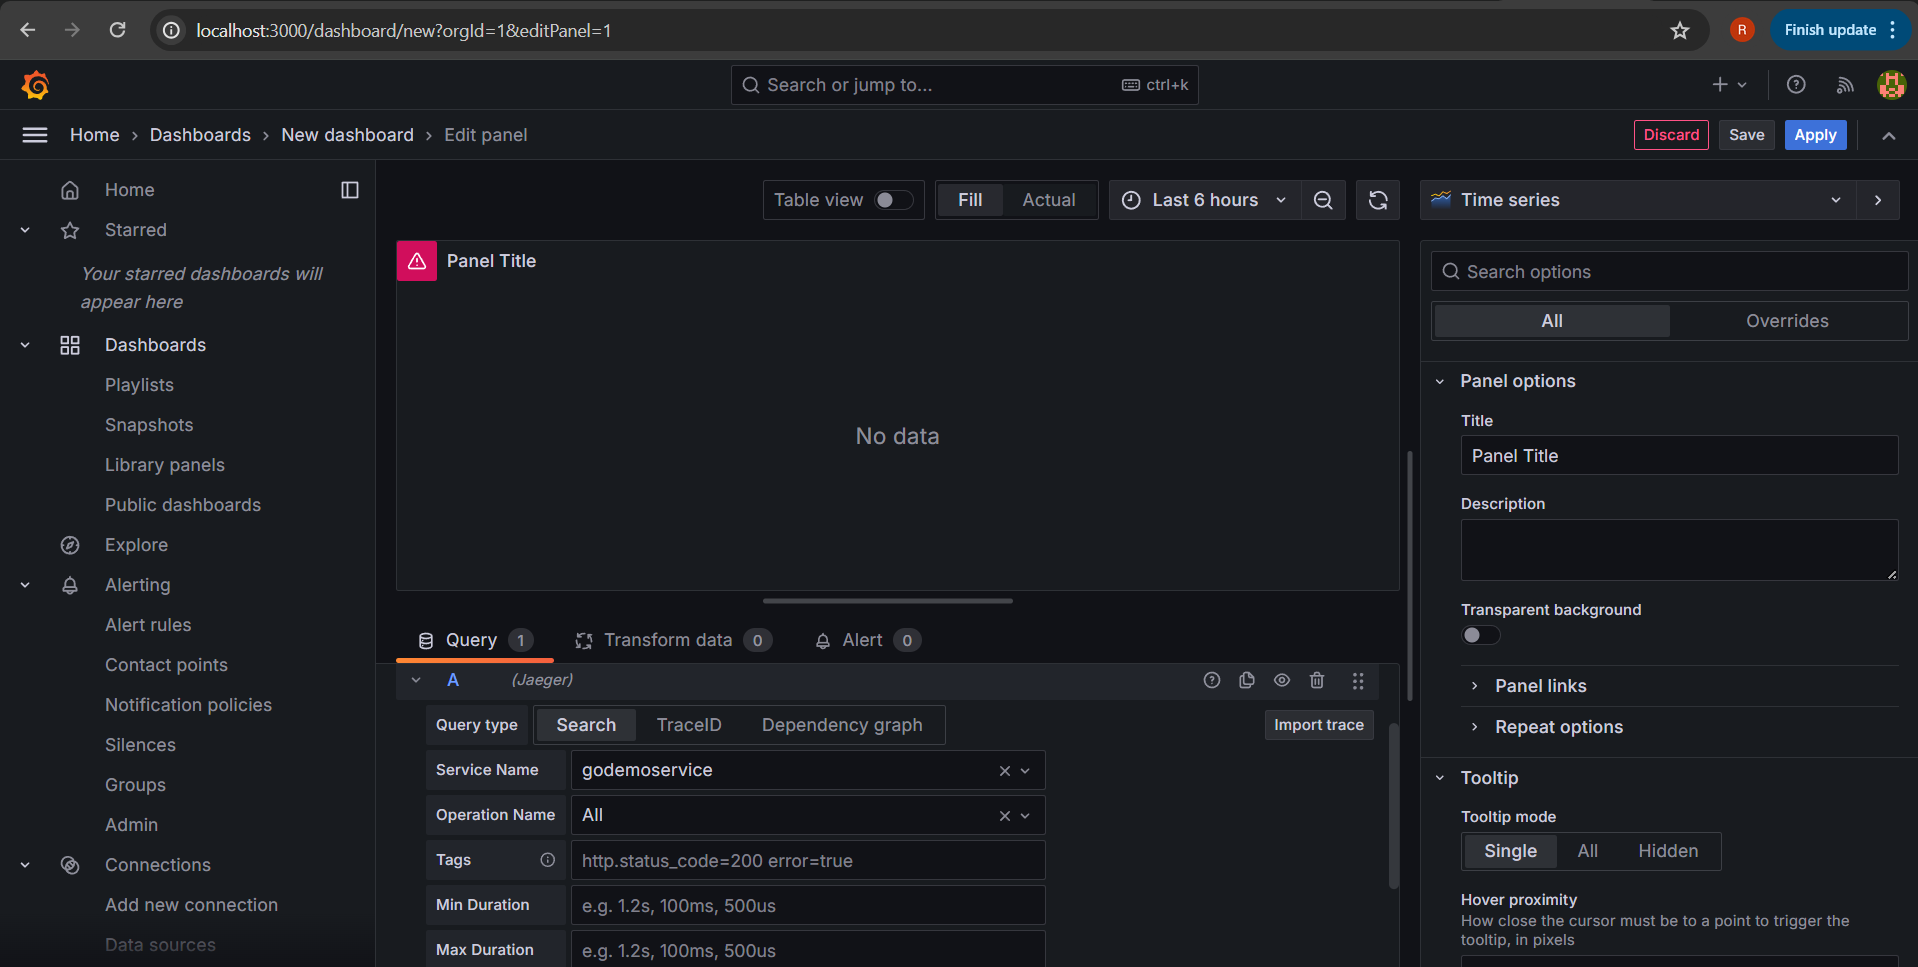 localhost:3000/dashboard/new?orgId=1&editPanel=1
R
Finish update
Search or jump to...
ctrl+k
Home
Dashboards
New dashboard
Edit panel
Discard
Save
Apply
Home
Starred
Your starred dashboards will
appear here
Dashboards
Playlists
Snapshots
Library panels
Public dashboards
Explore
Alerting
Alert rules
Contact points
Notification policies
Silences
Groups
Admin
Connections
Add new connection
Data sources
Table view
Fill
Actual
Last 6 hours
Panel Title
No data
Query 1
Transform data 0
Alert 0
A (Jaeger)
Query type
Search
TraceID
Dependency graph
Import trace
Service Name
godemoservice
Operation Name
All
Tags
http.status_code=200 error=true
Min Duration
e.g. 1.2s, 100ms, 500us
Max Duration
e.g. 1.2s, 100ms, 500us
Time series
Search options
All
Overrides
Panel options
Title
Panel Title
Description
Transparent background
Panel links
Repeat options
Tooltip
Tooltip mode
Single
All
Hidden
Hover proximity
How close the cursor must be to a point to trigger the
tooltip, in pixels